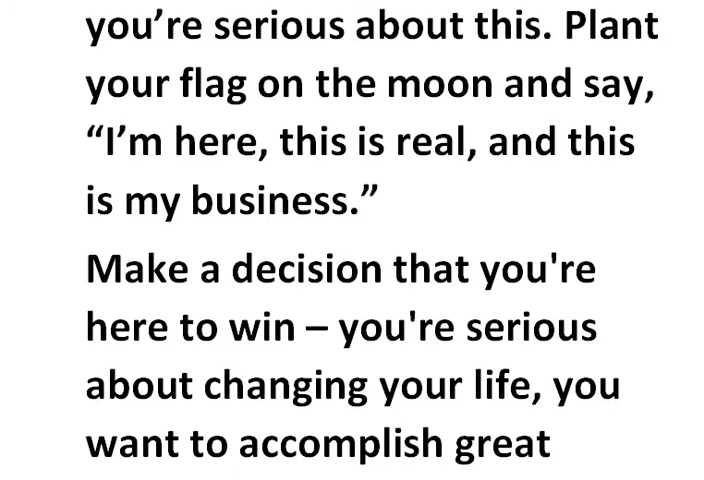 you’re serious about this. Plant
your flag on the moon and say,
“I’m here, this is real, and this
is my business.”
Make a decision that you're
here to win – you're serious
about changing your life, you
want to accomplish great